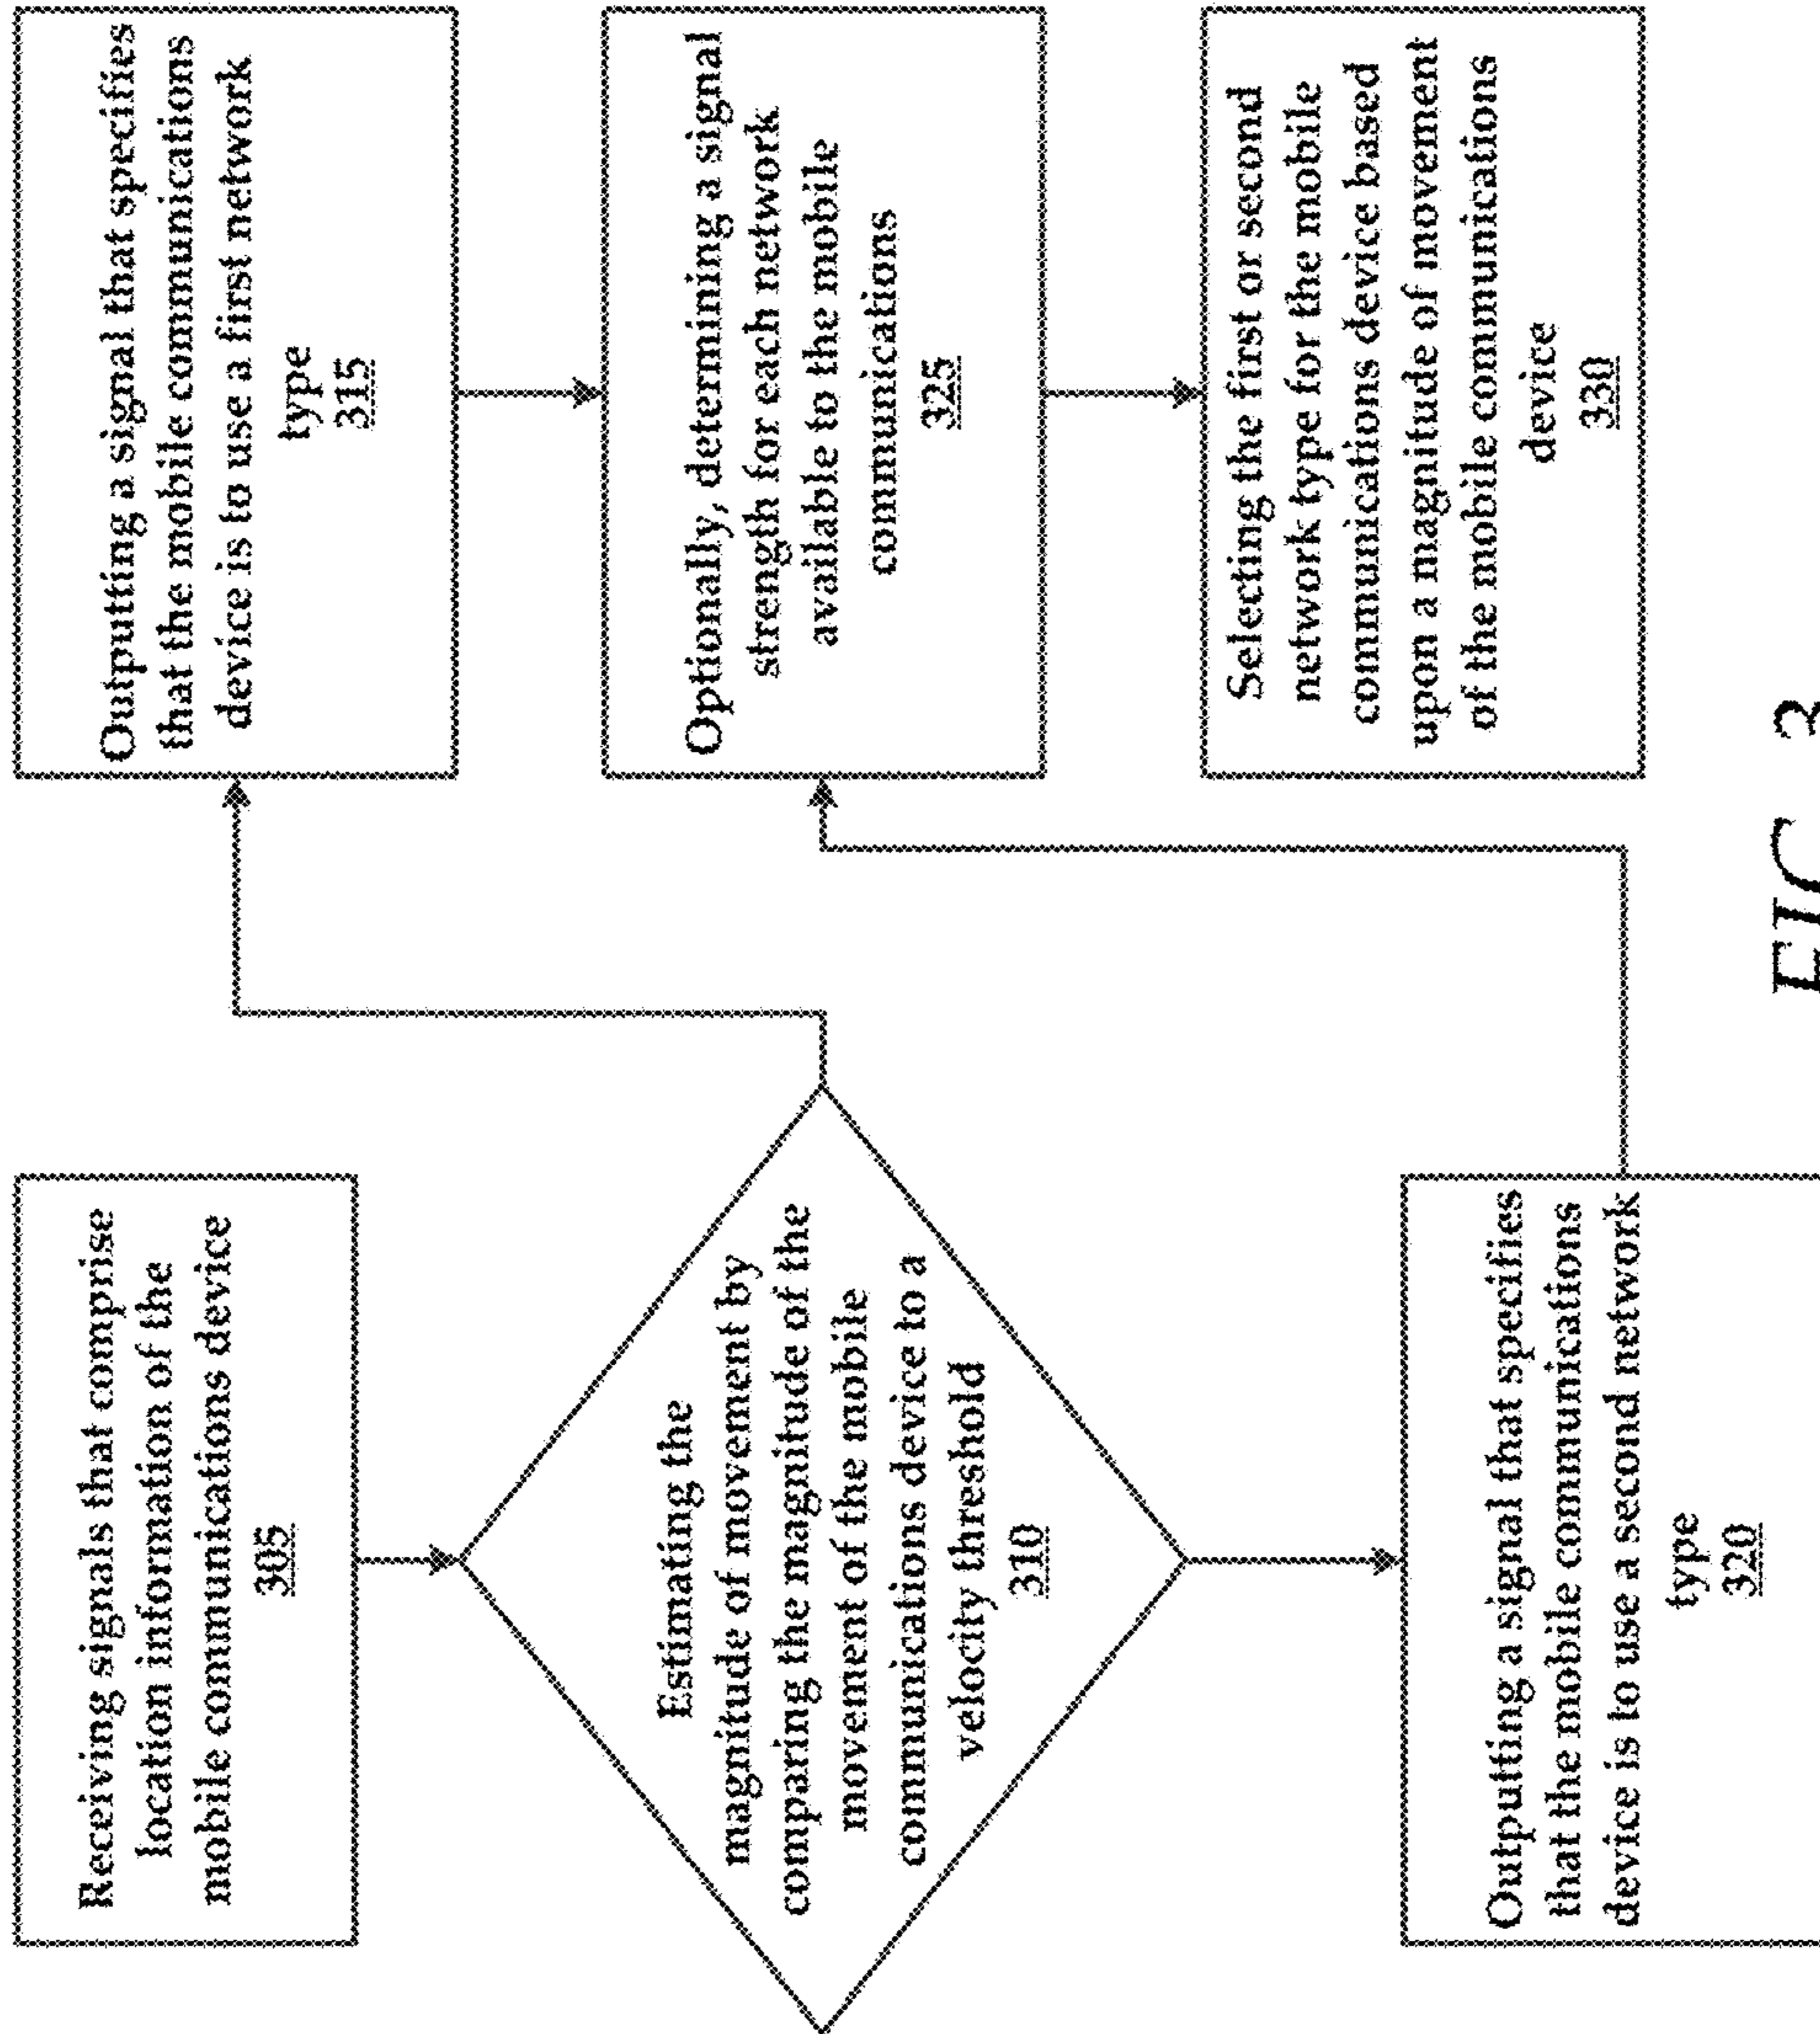 Receiving signals that comprise
location information of the
mobile communications device
305
Estimating the
magnitude of movement by
comparing the magnitude of the
movement of the mobile
communications device to a
velocity threshold
310
Outputting a signal that specifies
that the mobile communications
device is to use a second network
type
320
Outputting a signal that specifies
that the mobile communications
device is to use a first network
type
315
Optionally, determining a signal
strength for each network
available to the mobile
communications
325
Selecting the first or second
network type for the mobile
communications device based
upon a magnitude of movement
of the mobile communications
device
330
FIG. 3